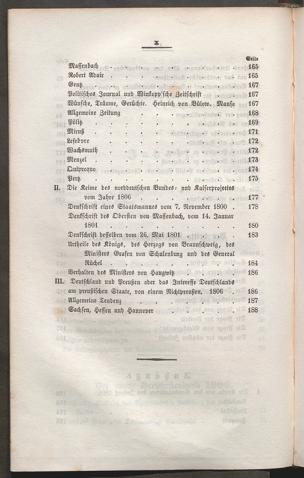 X
Seite
Massenbach . . . . . . . . . 165
Robert Adair . . . . . . . . . 165
Gentz . . . . . . . . . 167
Politisches Journal und Minkopp'sche Zeitschrift . . . 167
Wünsche, Träume, Gerüchte. Heinrich von Bülow. Manso 167
Allgemeine Zeitung . . . . . . . . 168
Pölitz . . . . . . . . . 169
Minuß . . . . . . . . . 171
Lefebvre . . . . . . . . . 172
Wachsmuth . . . . . . . . . 172
Menzel . . . . . . . . . 173
Onischrono . . . . . . . . . 174
Pertz . . . . . . . . . 175
II. Die Keime des norddeutschen Bundes- und Kaiserprojectes
vom Jahre 1806 . . . . . . . 177
Denkschrift eines Staatsmannes vom 7. November 1800 . 178
Denkschrift des Obersten von Massenbach, vom 14. Januar
1801 . . . . . . . . . 180
Denkschrift desselben vom 26. Mai 1801 . . . . 183
Urtheile des Königs, des Herzogs von Braunschweig, des
Ministers Grafen von Schulenburg und des General
Rüchel . . . . . . . . . 184
Verhalten des Ministers von Haugwitz . . . . 186
III. Deutschland und Preußen oder das Interesse Deutschlands
am preußischen Staate, von einem Nichtpreußen. 1806 . 186
Allgemeine Tendenz . . . . . . . 187
Sachsen, Hessen und Hannover . . . . . 188